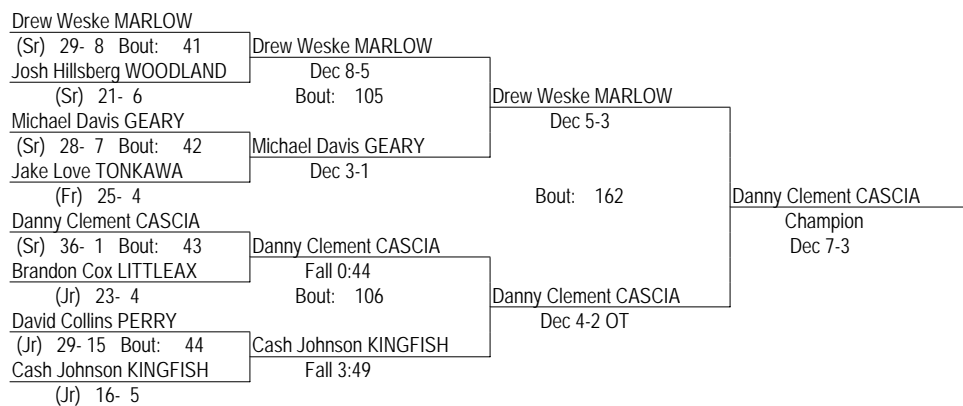 Drew Weske MARLOW
(Sr) 29- 8 Bout: 41
Josh Hillsberg WOODLAND
(Sr) 21- 6
Michael Davis GEARY
(Sr) 28- 7 Bout: 42
Jake Love TONKAWA
(Fr) 25- 4
Danny Clement CASCIA
(Sr) 36- 1 Bout: 43
Brandon Cox LITTLEAX
(Jr) 23- 4
David Collins PERRY
(Jr) 29- 15 Bout: 44
Cash Johnson KINGFISH
(Jr) 16- 5
Drew Weske MARLOW
Dec 8-5
Bout: 105
Michael Davis GEARY
Dec 3-1
Danny Clement CASCIA
Fall 0:44
Bout: 106
Cash Johnson KINGFISH
Fall 3:49
Drew Weske MARLOW
Dec 5-3
Bout: 162
Danny Clement CASCIA
Dec 4-2 OT
Danny Clement CASCIA
Champion
Dec 7-3